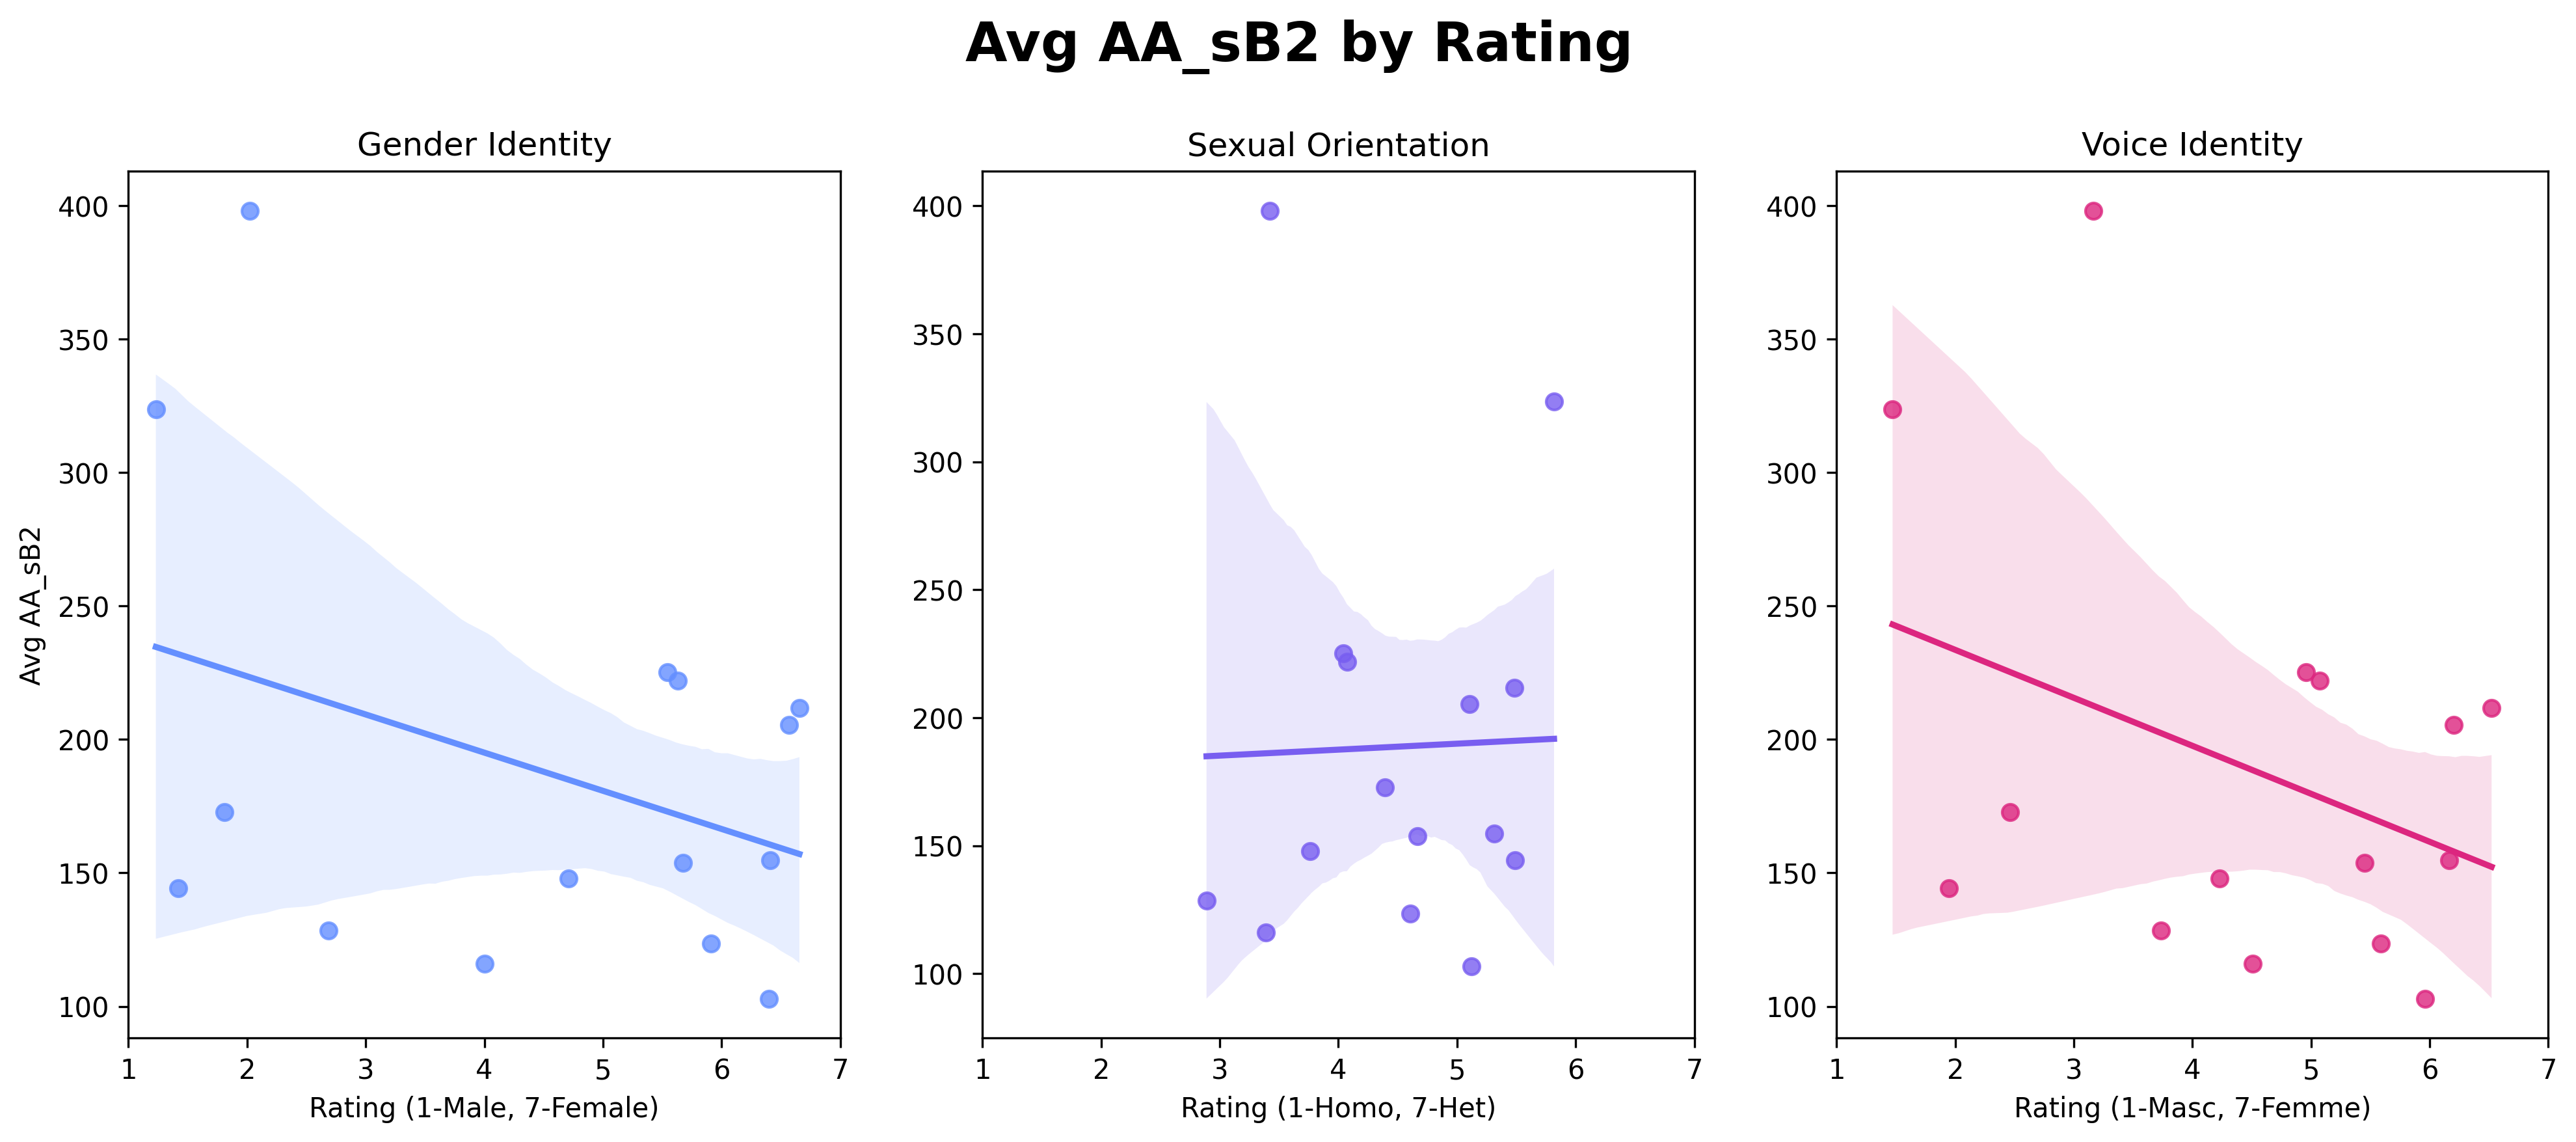 Avg AA_sB2 by Rating
Gender Identity
Sexual Orientation
Voice Identity
Avg AA_sB2
400
350
300
250
200
150
100
1 2 3 4 5 6 7
Rating (1-Male, 7-Female)
400
350
300
250
200
150
100
1 2 3 4 5 6 7
Rating (1-Homo, 7-Het)
400
350
300
250
200
150
100
1 2 3 4 5 6 7
Rating (1-Masc, 7-Femme)